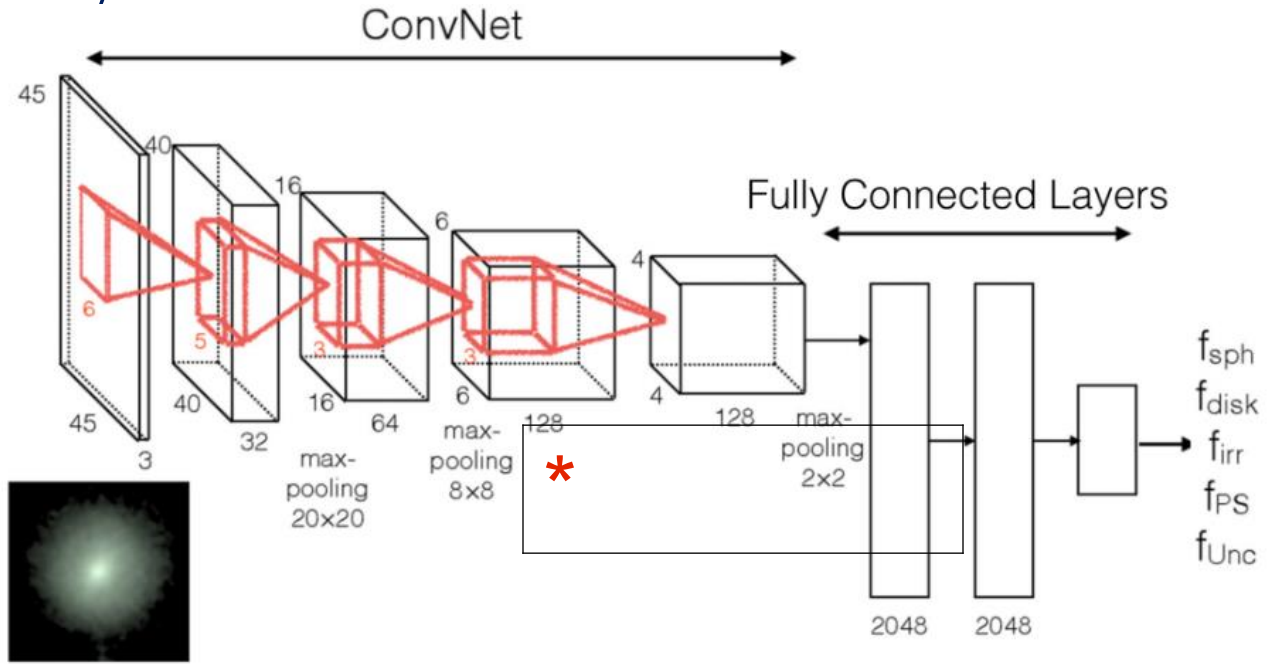 ConvNet
45
40
16
6
4
Fully Connected Layers
6
5
3
3
45
3
40
32
16
64
6
128
4
128
max-
pooling
20×20
max-
pooling
8×8
*
max-
pooling
2×2
2048
2048
fsph
fdisk
firr
fPS
fUnc